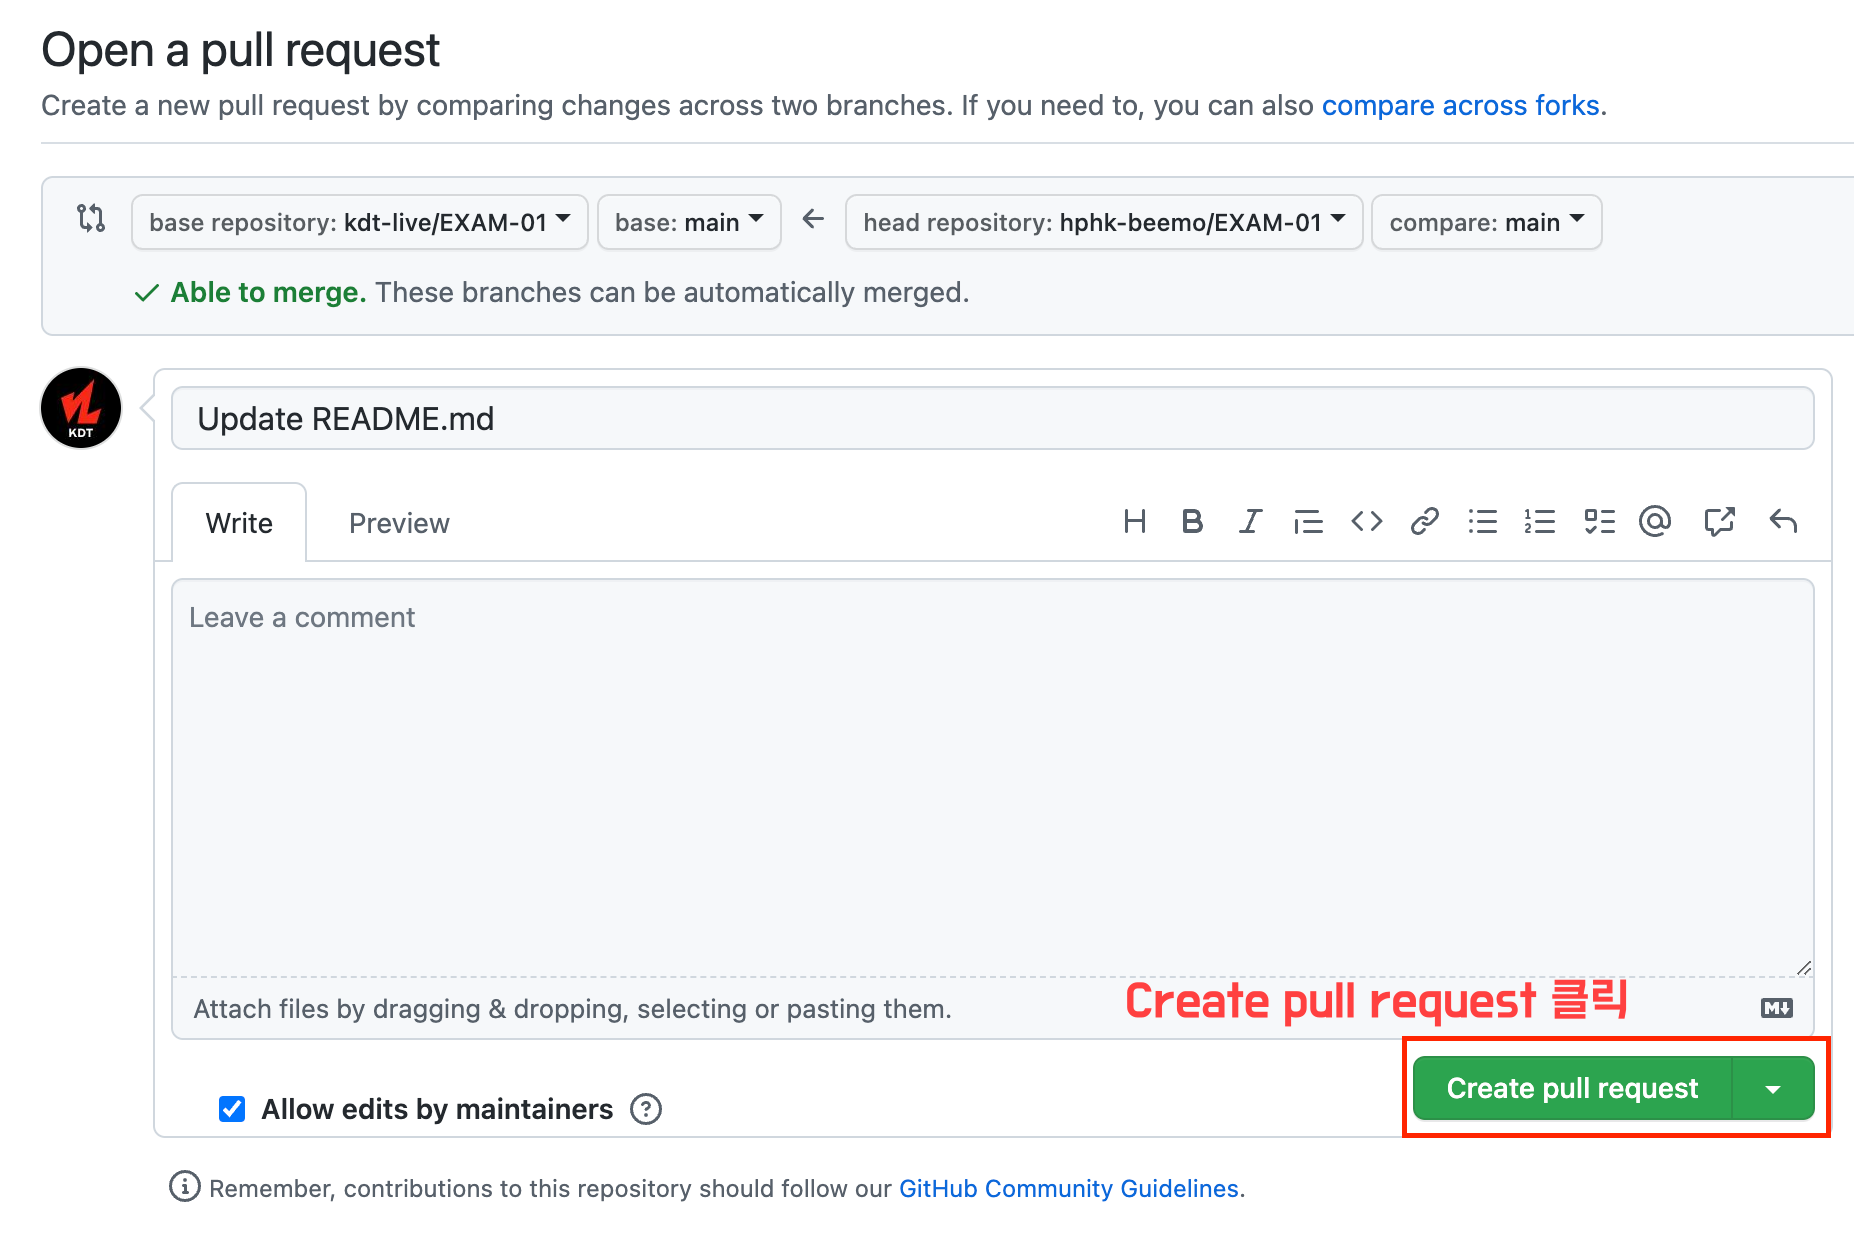 Open a pull request
Create a new pull request by comparing changes across two branches. If you need to, you can also compare across forks.
base repository: kdt-live/EXAM-01 base: main ← head repository: hphk-beemo/EXAM-01 compare: main
Able to merge. These branches can be automatically merged.
KDT
Update README.md
Write Preview
Leave a comment
Attach files by dragging & dropping, selecting or pasting them.
Create pull request 클릭
Create pull request
Allow edits by maintainers
Remember, contributions to this repository should follow our GitHub Community Guidelines.